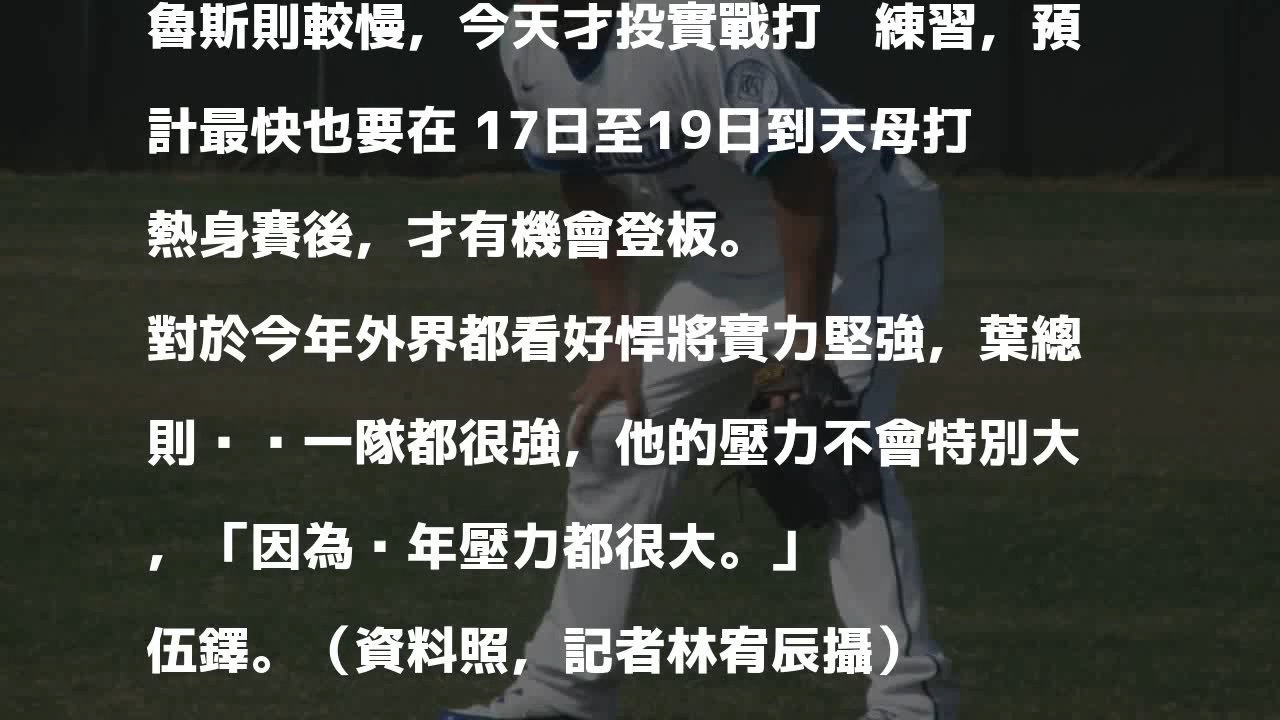 魯斯則較慢，今天才投實戰打　練習，預
計最快也要在 17日至19日到天母打
熱身賽後，才有機會登板。
對於今年外界都看好悍將實力堅強，葉總
則··一隊都很強，他的壓力不會特別大
，「因為·年壓力都很大。」
伍鐸。（資料照，記者林宥辰攝）